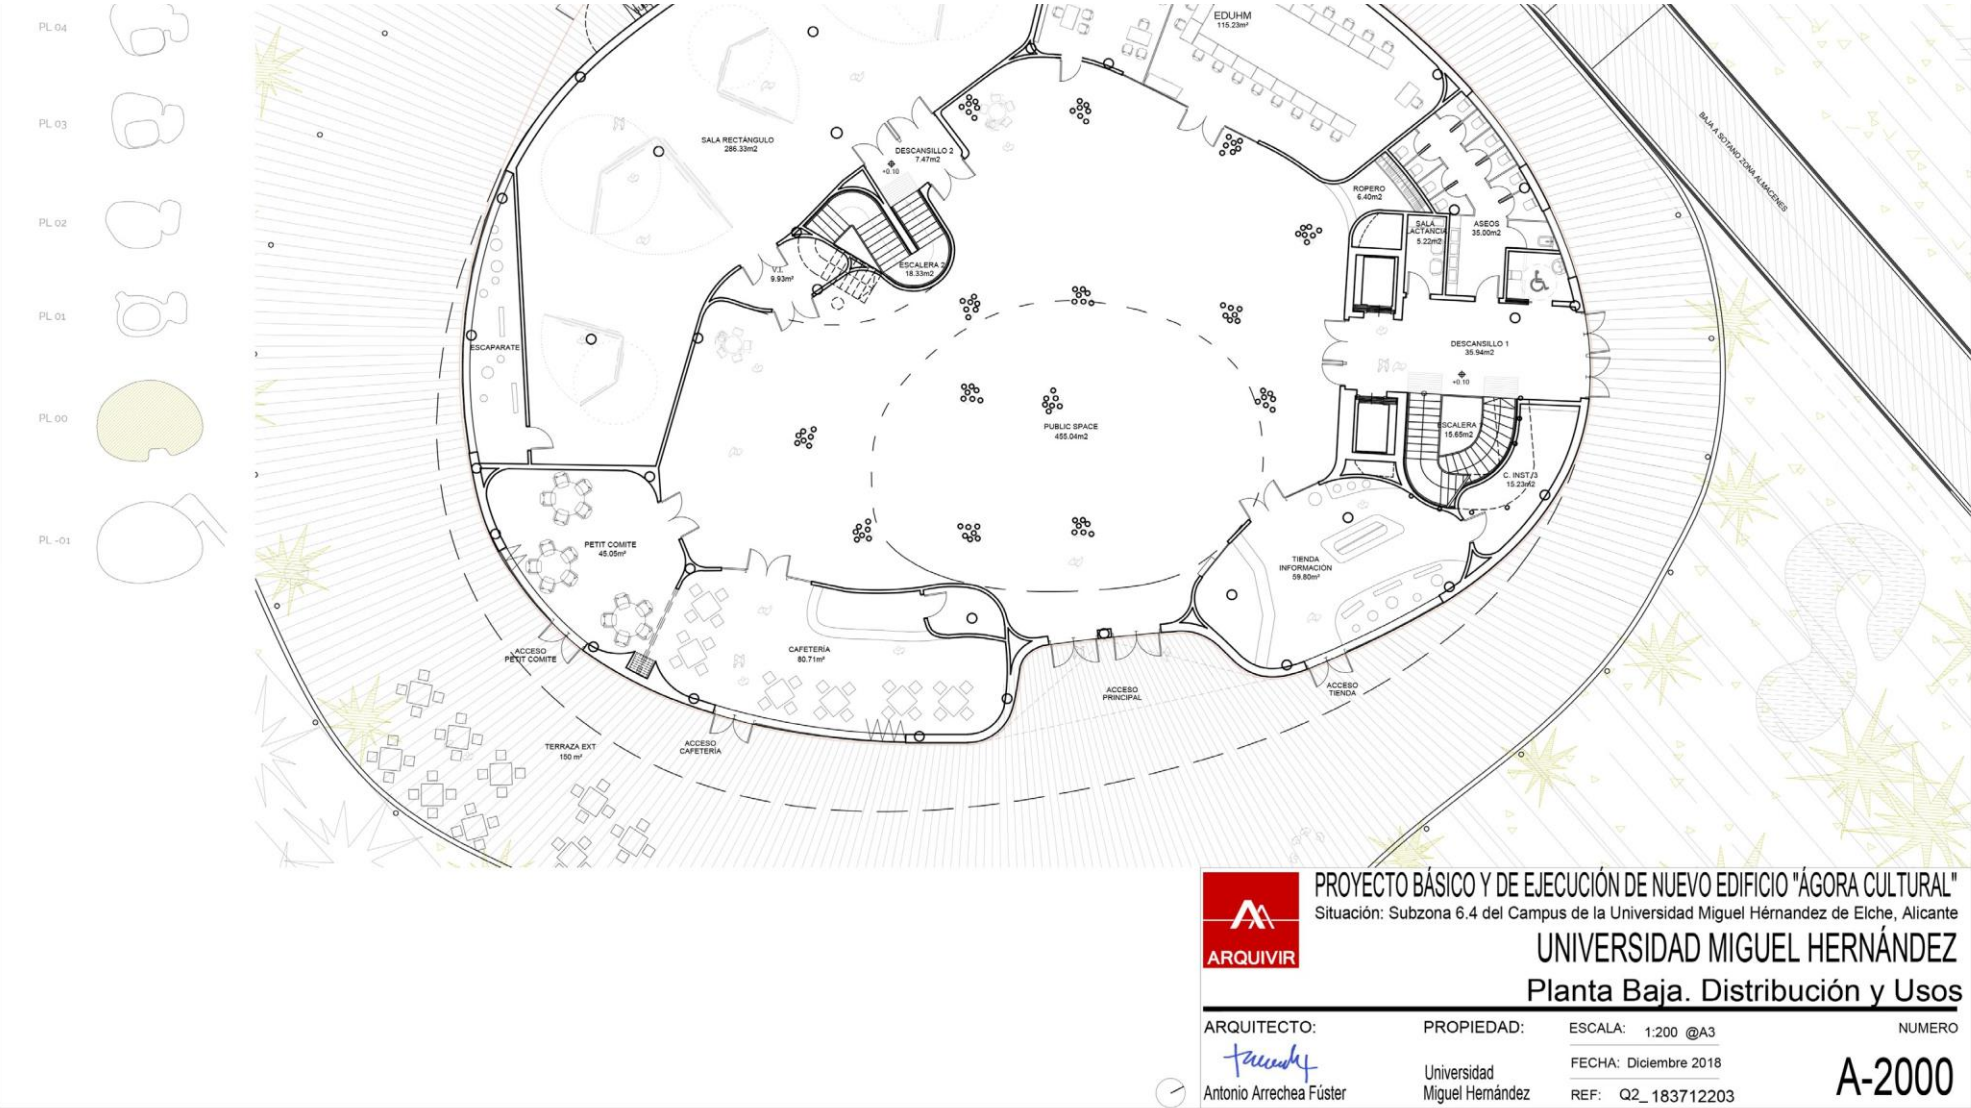 PL 04
PL 03
PL 02
PL 01
PL 00
PL -01
EDUHM
115.23m²
SALA RECTÁNGULO
286.33m2
DESCANSILLO 2
7.47m2
+0.10
BAJA A SOTANO ZONA ALMACENES
ROPERO
6.40m2
SALA
LACTANCIA
5.22m2
ASEOS
35.00m2
V.I.
9.93m²
ESCALERA 2
18.33m2
ESCAPARATE
DESCANSILLO 1
35.94m2
+0.10
PUBLIC SPACE
455.04m2
ESCALERA
15.65m2
C. INST. 3
15.23m2
PETIT COMITE
45.05m²
TIENDA
INFORMACIÓN
59.80m²
CAFETERÍA
80.71m²
ACCESO
PETIT COMITE
ACCESO
PRINCIPAL
ACCESO
TIENDA
TERRAZA EXT
150 m²
ACCESO
CAFETERÍA
ARQUIVIR
PROYECTO BÁSICO Y DE EJECUCIÓN DE NUEVO EDIFICIO "ÁGORA CULTURAL"
Situación: Subzona 6.4 del Campus de la Universidad Miguel Hérnandez de Elche, Alicante
UNIVERSIDAD MIGUEL HERNÁNDEZ
Planta Baja. Distribución y Usos
ARQUITECTO:
Antonio Arrechea Fúster
PROPIEDAD:
Universidad
Miguel Hernández
ESCALA: 1:200 @A3
FECHA: Diciembre 2018
REF: Q2_183712203
NUMERO
A-2000